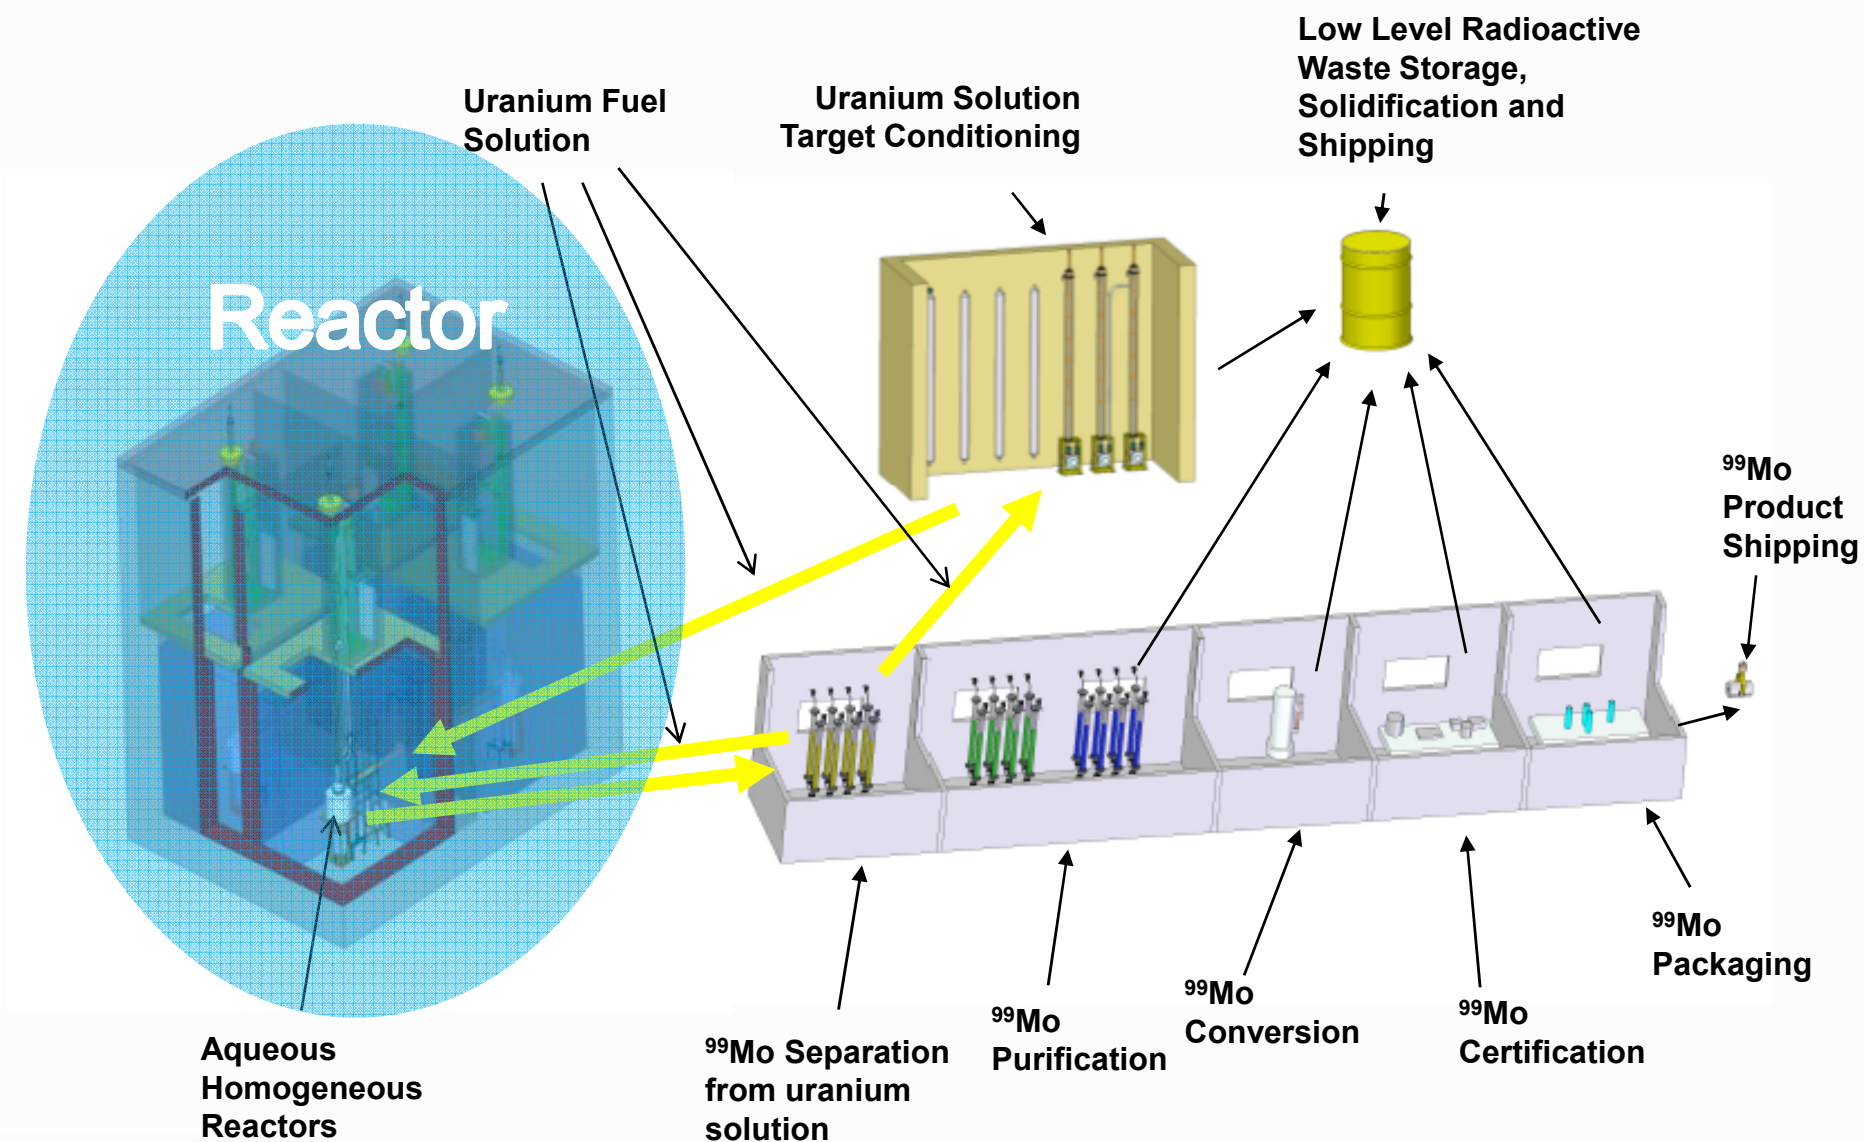 Low Level Radioactive
Waste Storage,
Solidification and
Shipping
Uranium Fuel
Solution
Uranium Solution
Target Conditioning
Reactor
⁹⁹Mo
Product
Shipping
⁹⁹Mo
Packaging
⁹⁹Mo
Conversion
⁹⁹Mo
Certification
⁹⁹Mo
Purification
⁹⁹Mo Separation
from uranium
solution
Aqueous
Homogeneous
Reactors